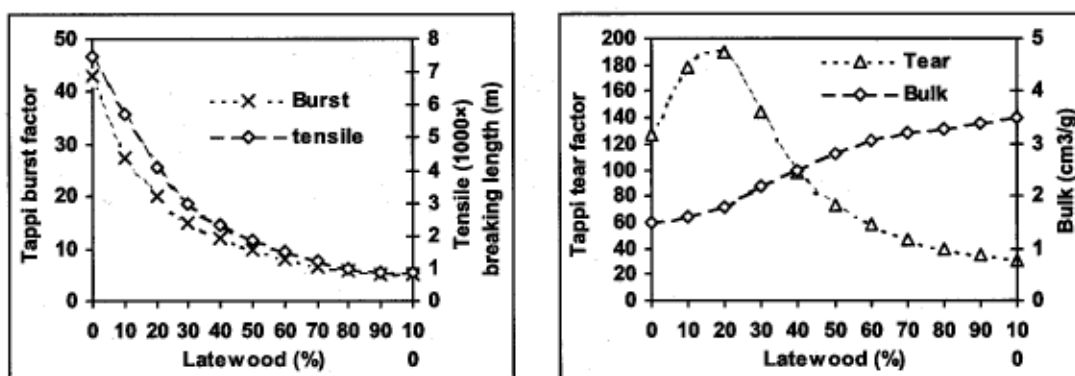 50
40
30
20
10
0
Tappi burst factor
Burst
tensile
8
7
6
5
4
3
2
1
0
Tensile (1000×)
breaking length (m)
0 10 20 30 40 50 60 70 80 90 10
0
Latewood (%)
200
180
160
140
120
100
80
60
40
20
0
Tappi tear factor
Tear
Bulk
5
4
3
2
1
0
Bulk (cm3/g)
0 10 20 30 40 50 60 70 80 90 10
0
Latewood (%)